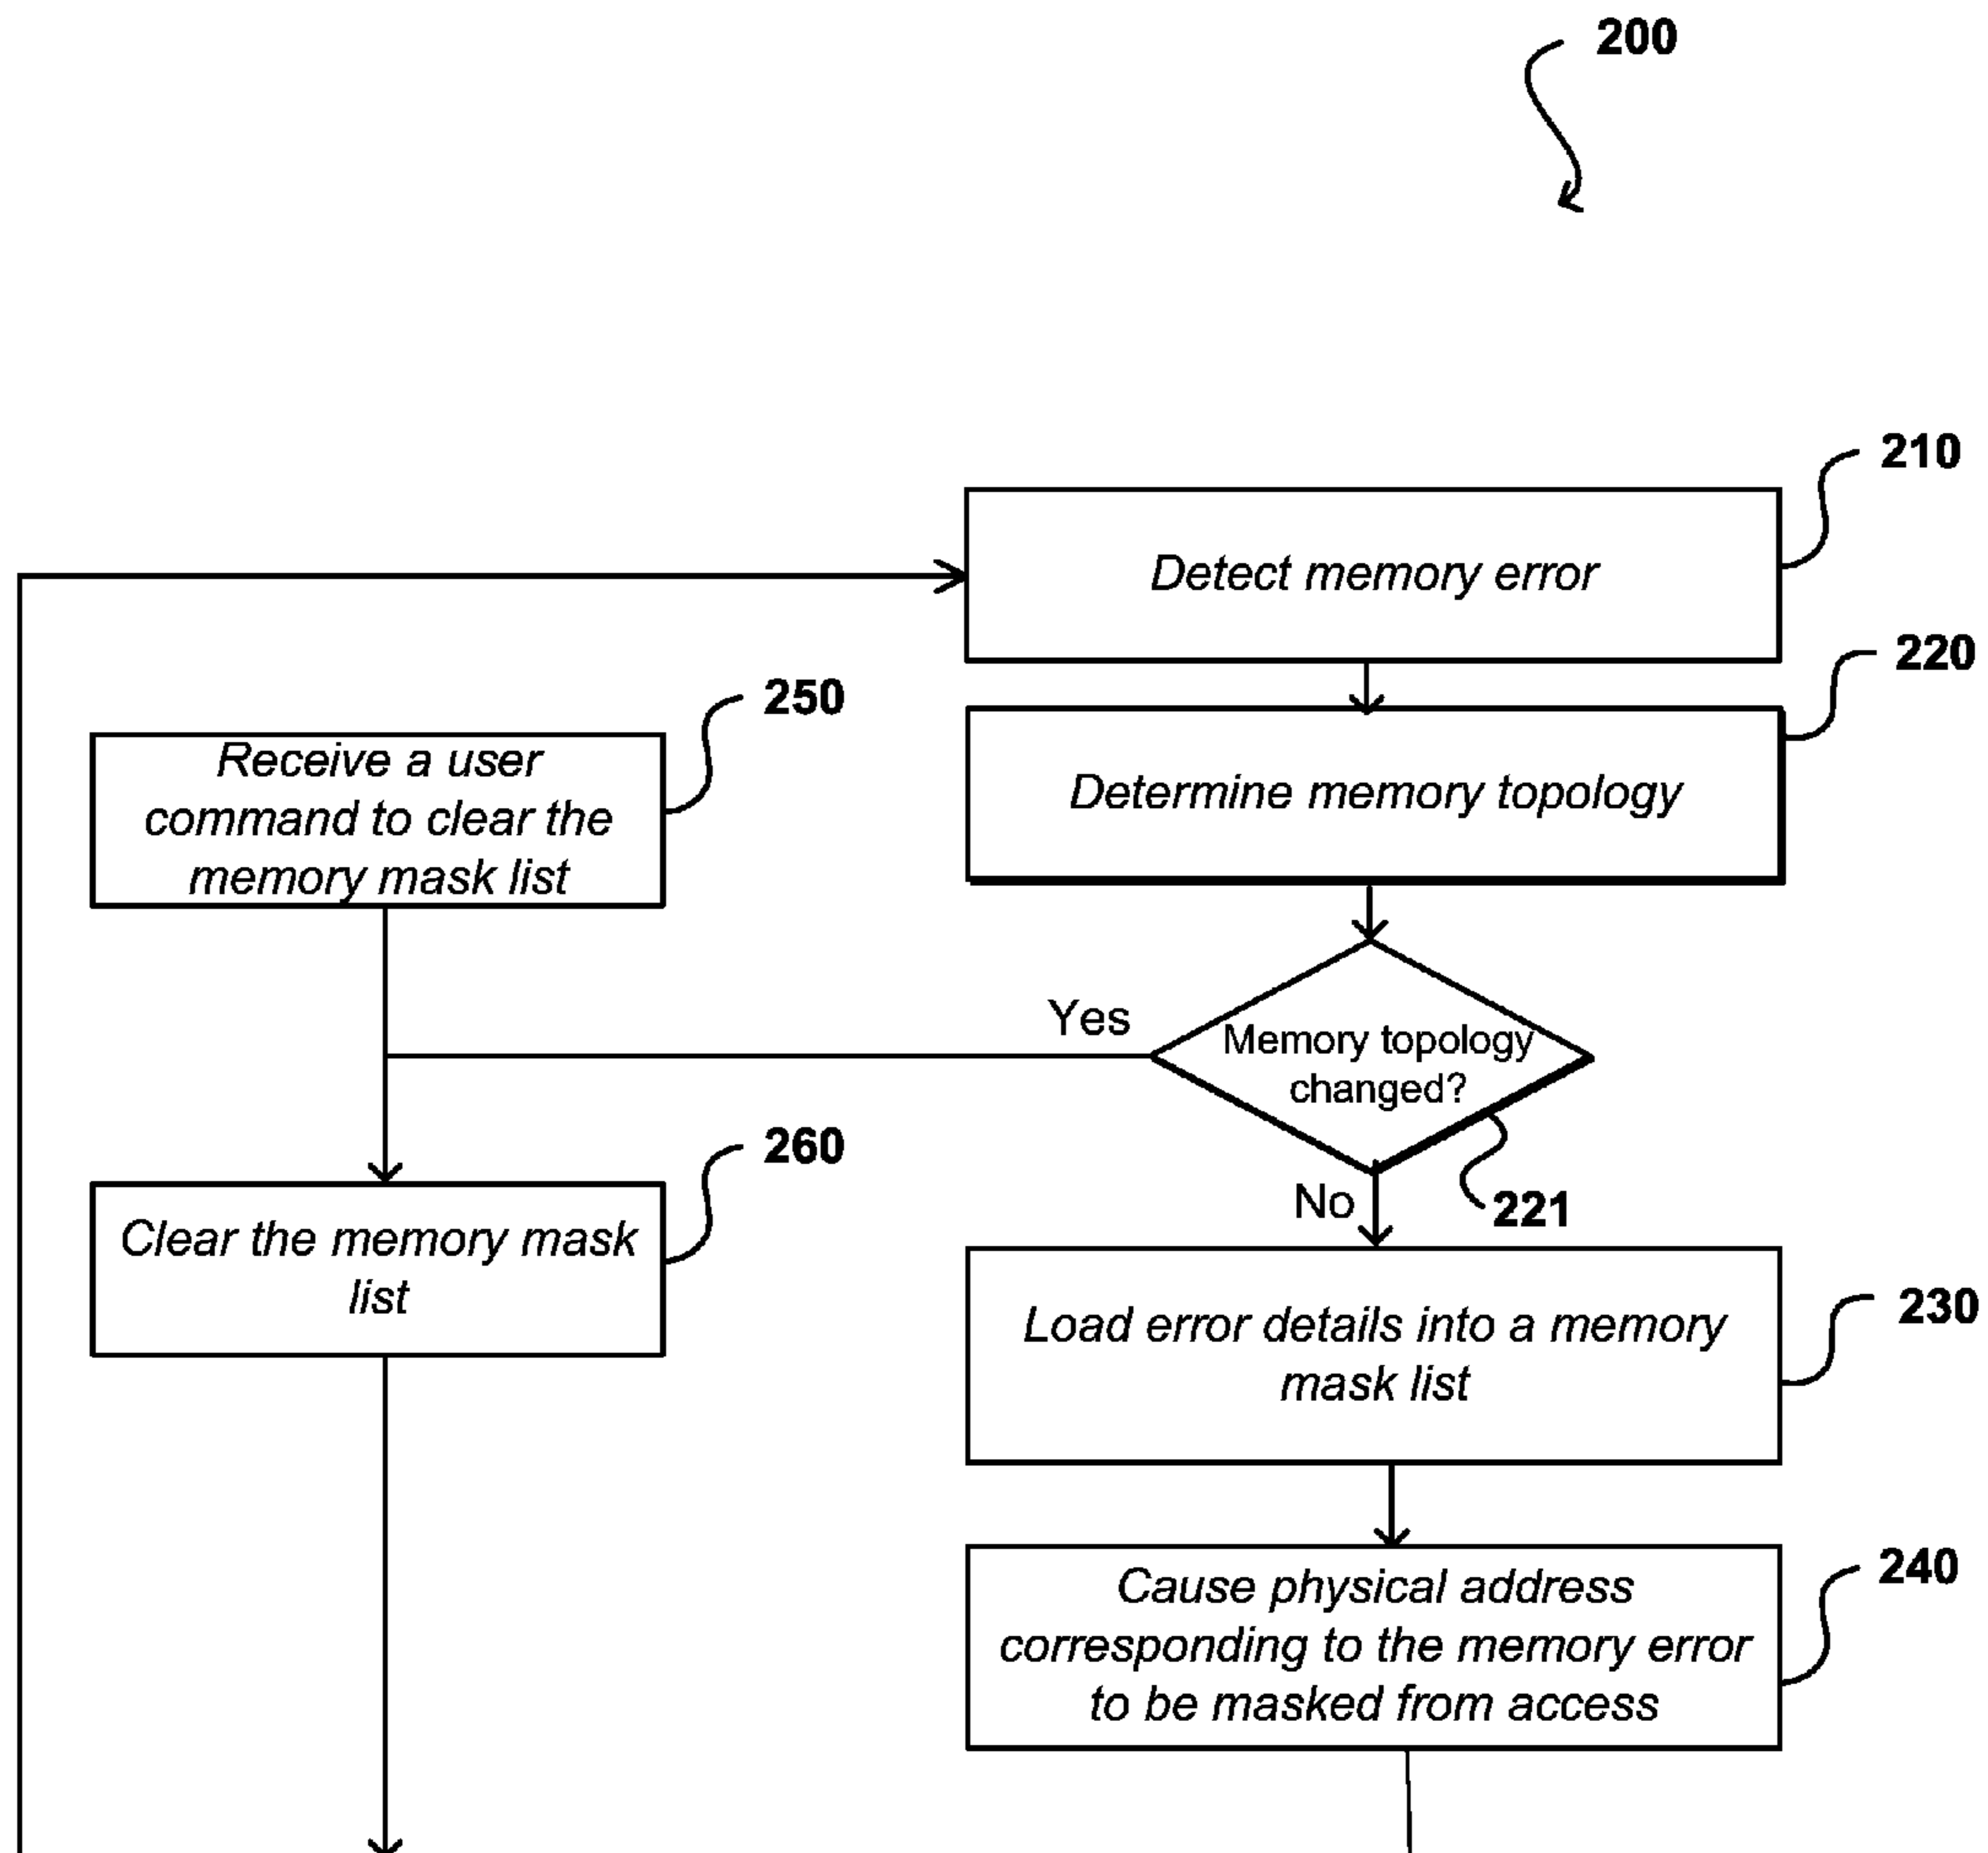 200
210
Detect memory error
220
250
Receive a user
command to clear the
memory mask list
Determine memory topology
Yes
Memory topology
changed?
260
No
221
Clear the memory mask
list
230
Load error details into a memory
mask list
240
Cause physical address
corresponding to the memory error
to be masked from access